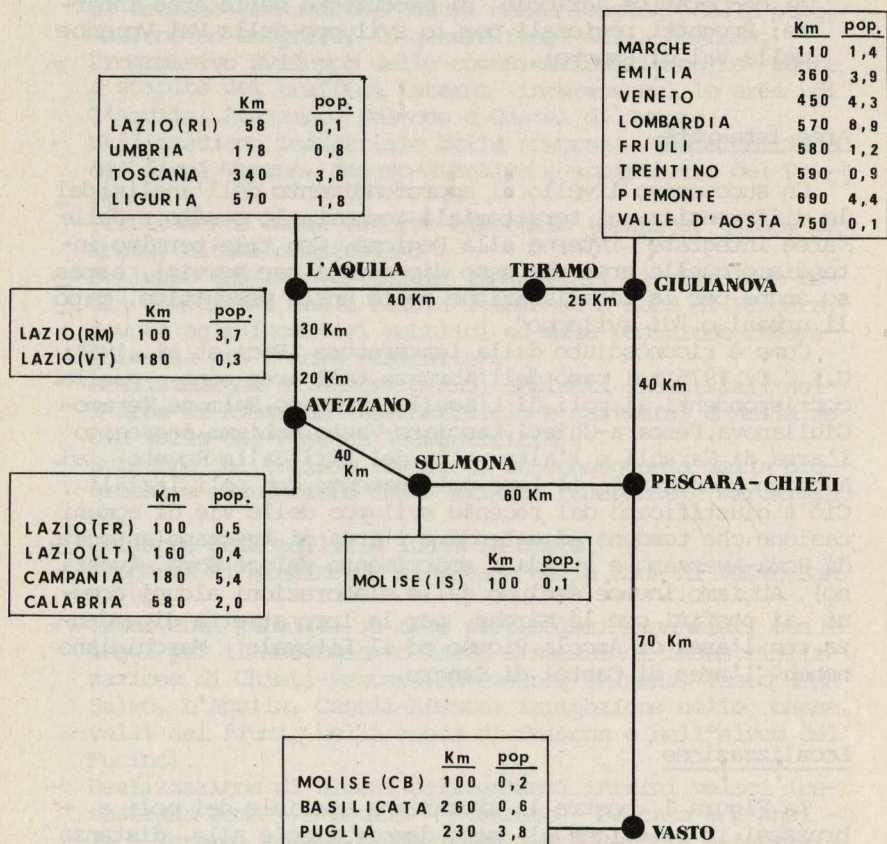 Km pop.
LAZIO (RI) 58 0,1
UMBRIA 178 0,8
TOSCANA 340 3,6
LIGURIA 570 1,8
Km pop.
MARCHE 110 1,4
EMILIA 360 3,9
VENETO 450 4,3
LOMBARDIA 570 8,9
FRIULI 580 1,2
TRENTINO 590 0,9
PIEMONTE 690 4,4
VALLE D'AOSTA 750 0,1
L'AQUILA
TERAMO
GIULIANOVA
40 Km
25 Km
Km pop.
LAZIO (RM) 100 3,7
LAZIO (VT) 180 0,3
30 Km
20 Km
40 Km
AVEZZANO
40
Km
SULMONA
PESCARA-CHIETI
60 Km
Km pop.
LAZIO (FR) 100 0,5
LAZIO (LT) 160 0,4
CAMPANIA 180 5,4
CALABRIA 580 2,0
Km pop.
MOLISE (IS) 100 0,1
70 Km
Km pop
MOLISE (CB) 100 0,2
BASILICATA 260 0,6
PUGLIA 230 3,8
VASTO